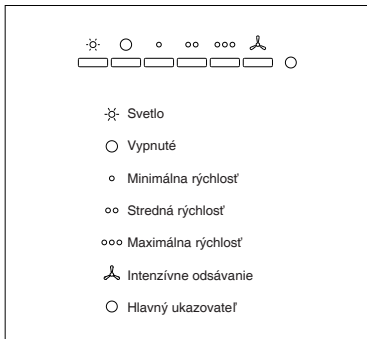 Svetlo
Vypnuté
Minimálna rýchlosť
Stredná rýchlosť
Maximálna rýchlosť
Intenzívne odsávanie
Hlavný ukazovateľ